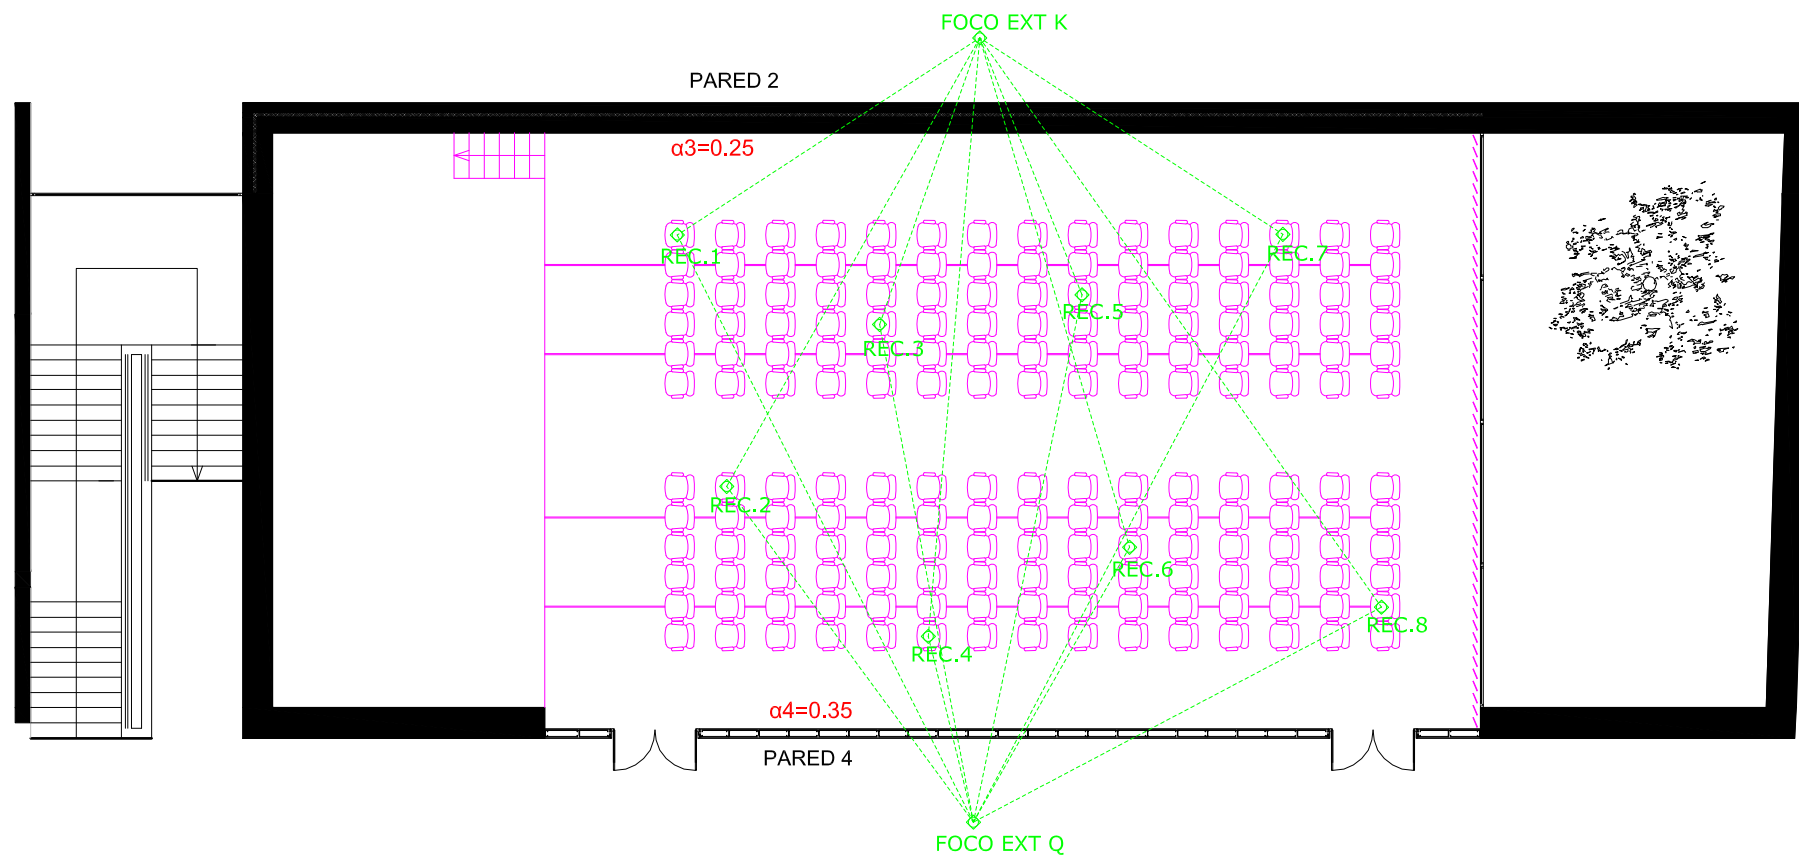 FOCO EXT K
PARED 2
α3=0.25
REC.1
REC.7
REC.5
REC.3
REC.2
REC.6
REC.8
REC.4
α4=0.35
PARED 4
FOCO EXT Q